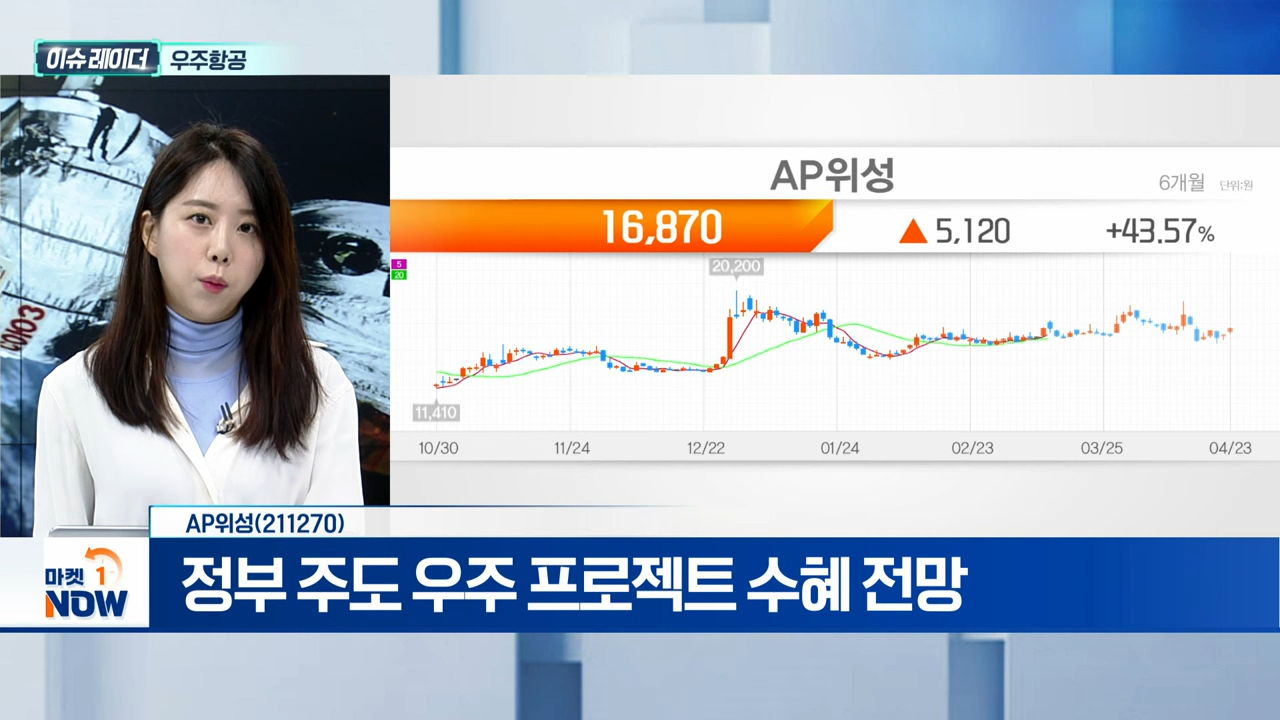 이슈레이더 우주항공
AP위성
6개월 단위:원
16,870 ▲ 5,120 +43.57%
5
20
20,200
11,410
10/30 11/24 12/22 01/24 02/23 03/25 04/23
AP위성(211270)
마켓 1
NOW
정부 주도 우주 프로젝트 수혜 전망